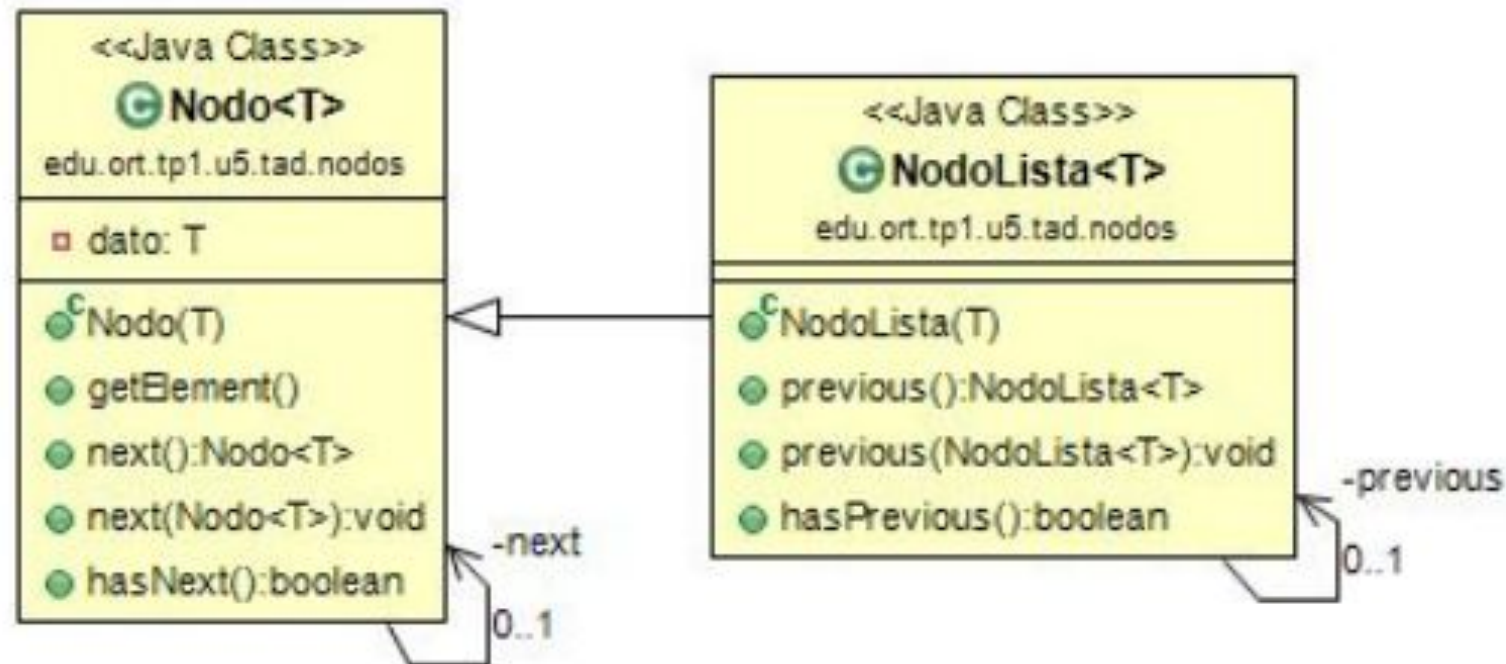 <<Java Class>>
Nodo<T>
edu.ort.tp1.u5.tad.nodos
dato: T
Nodo(T)
getElement()
next():Nodo<T>
next(Nodo<T>):void
hasNext():boolean
-next
0..1
<<Java Class>>
NodoLista<T>
edu.ort.tp1.u5.tad.nodos
NodoLista(T)
previous():NodoLista<T>
previous(NodoLista<T>):void
hasPrevious():boolean
-previous
0..1